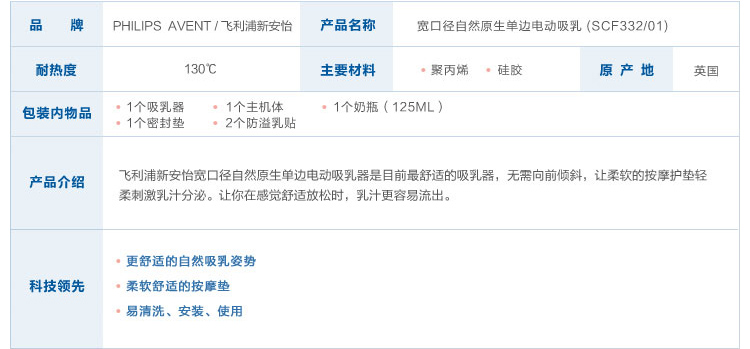 品 牌 PHILIPS AVENT / 飞利浦新安怡 产品名称 宽口径自然原生单边电动吸乳 (SCF332/01)
耐热度 130℃ 主要材料 • 聚丙烯 • 硅胶 原 产 地 英国
包装内物品 • 1个吸乳器 • 1个主机体 • 1个奶瓶 ( 125ML )
• 1个密封垫 • 2个防溢乳贴
产品介绍 飞利浦新安怡宽口径自然原生单边电动吸乳器是目前最舒适的吸乳器，无需向前倾斜，让柔软的按摩护垫轻
柔刺激乳汁分泌。让你在感觉舒适放松时，乳汁更容易流出。
科技领先
• 更舒适的自然吸乳姿势
• 柔软舒适的按摩垫
• 易清洗、安装、使用